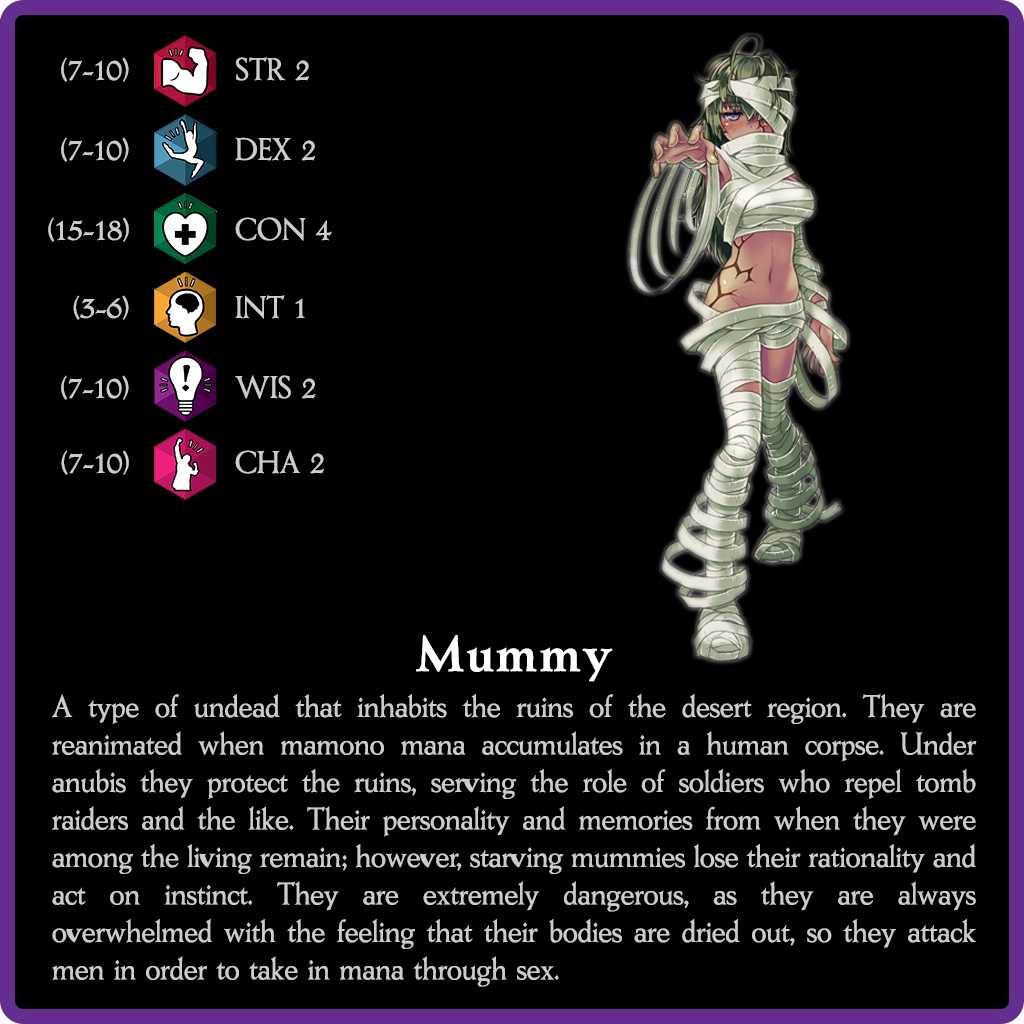 (7-10) STR 2
(7-10) DEX 2
(15-18) CON 4
(3-6) INT 1
(7-10) WIS 2
(7-10) CHA 2
Mummy
A type of undead that inhabits the ruins of the desert region. They are
reanimated when mamono mana accumulates in a human corpse. Under
anubis they protect the ruins, serving the role of soldiers who repel tomb
raiders and the like. Their personality and memories from when they were
among the living remain; however, starving mummies lose their rationality and
act on instinct. They are extremely dangerous, as they are always
overwhelmed with the feeling that their bodies are dried out, so they attack
men in order to take in mana through sex.